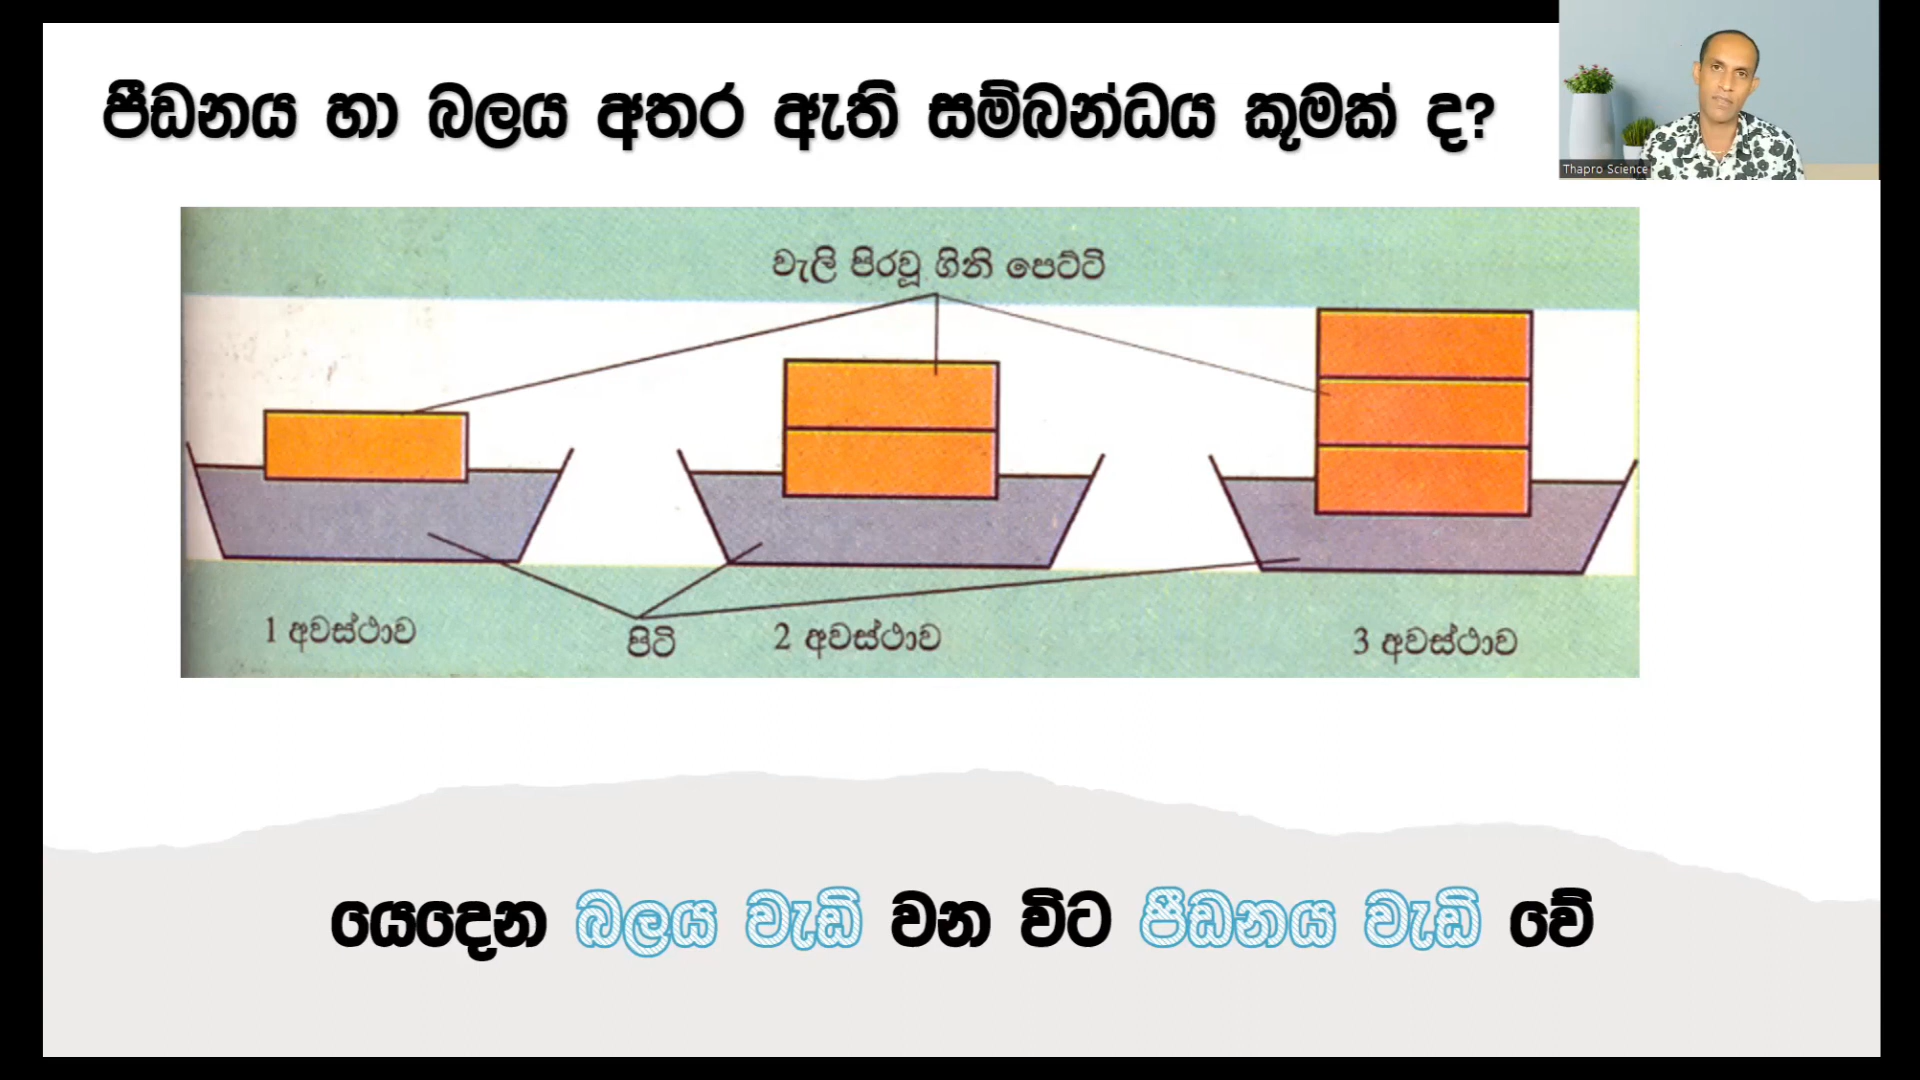 පීඩනය හා බලය අතර ඇති සම්බන්ධය කුමක් ද?
Thapro Science
වැලි පිරවූ ගිනි පෙට්ටි
1 අවස්ථාව
පිටි
2 අවස්ථාව
3 අවස්ථාව
යෙදෙන බලය වැඩි වන විට පීඩනය වැඩි වේ